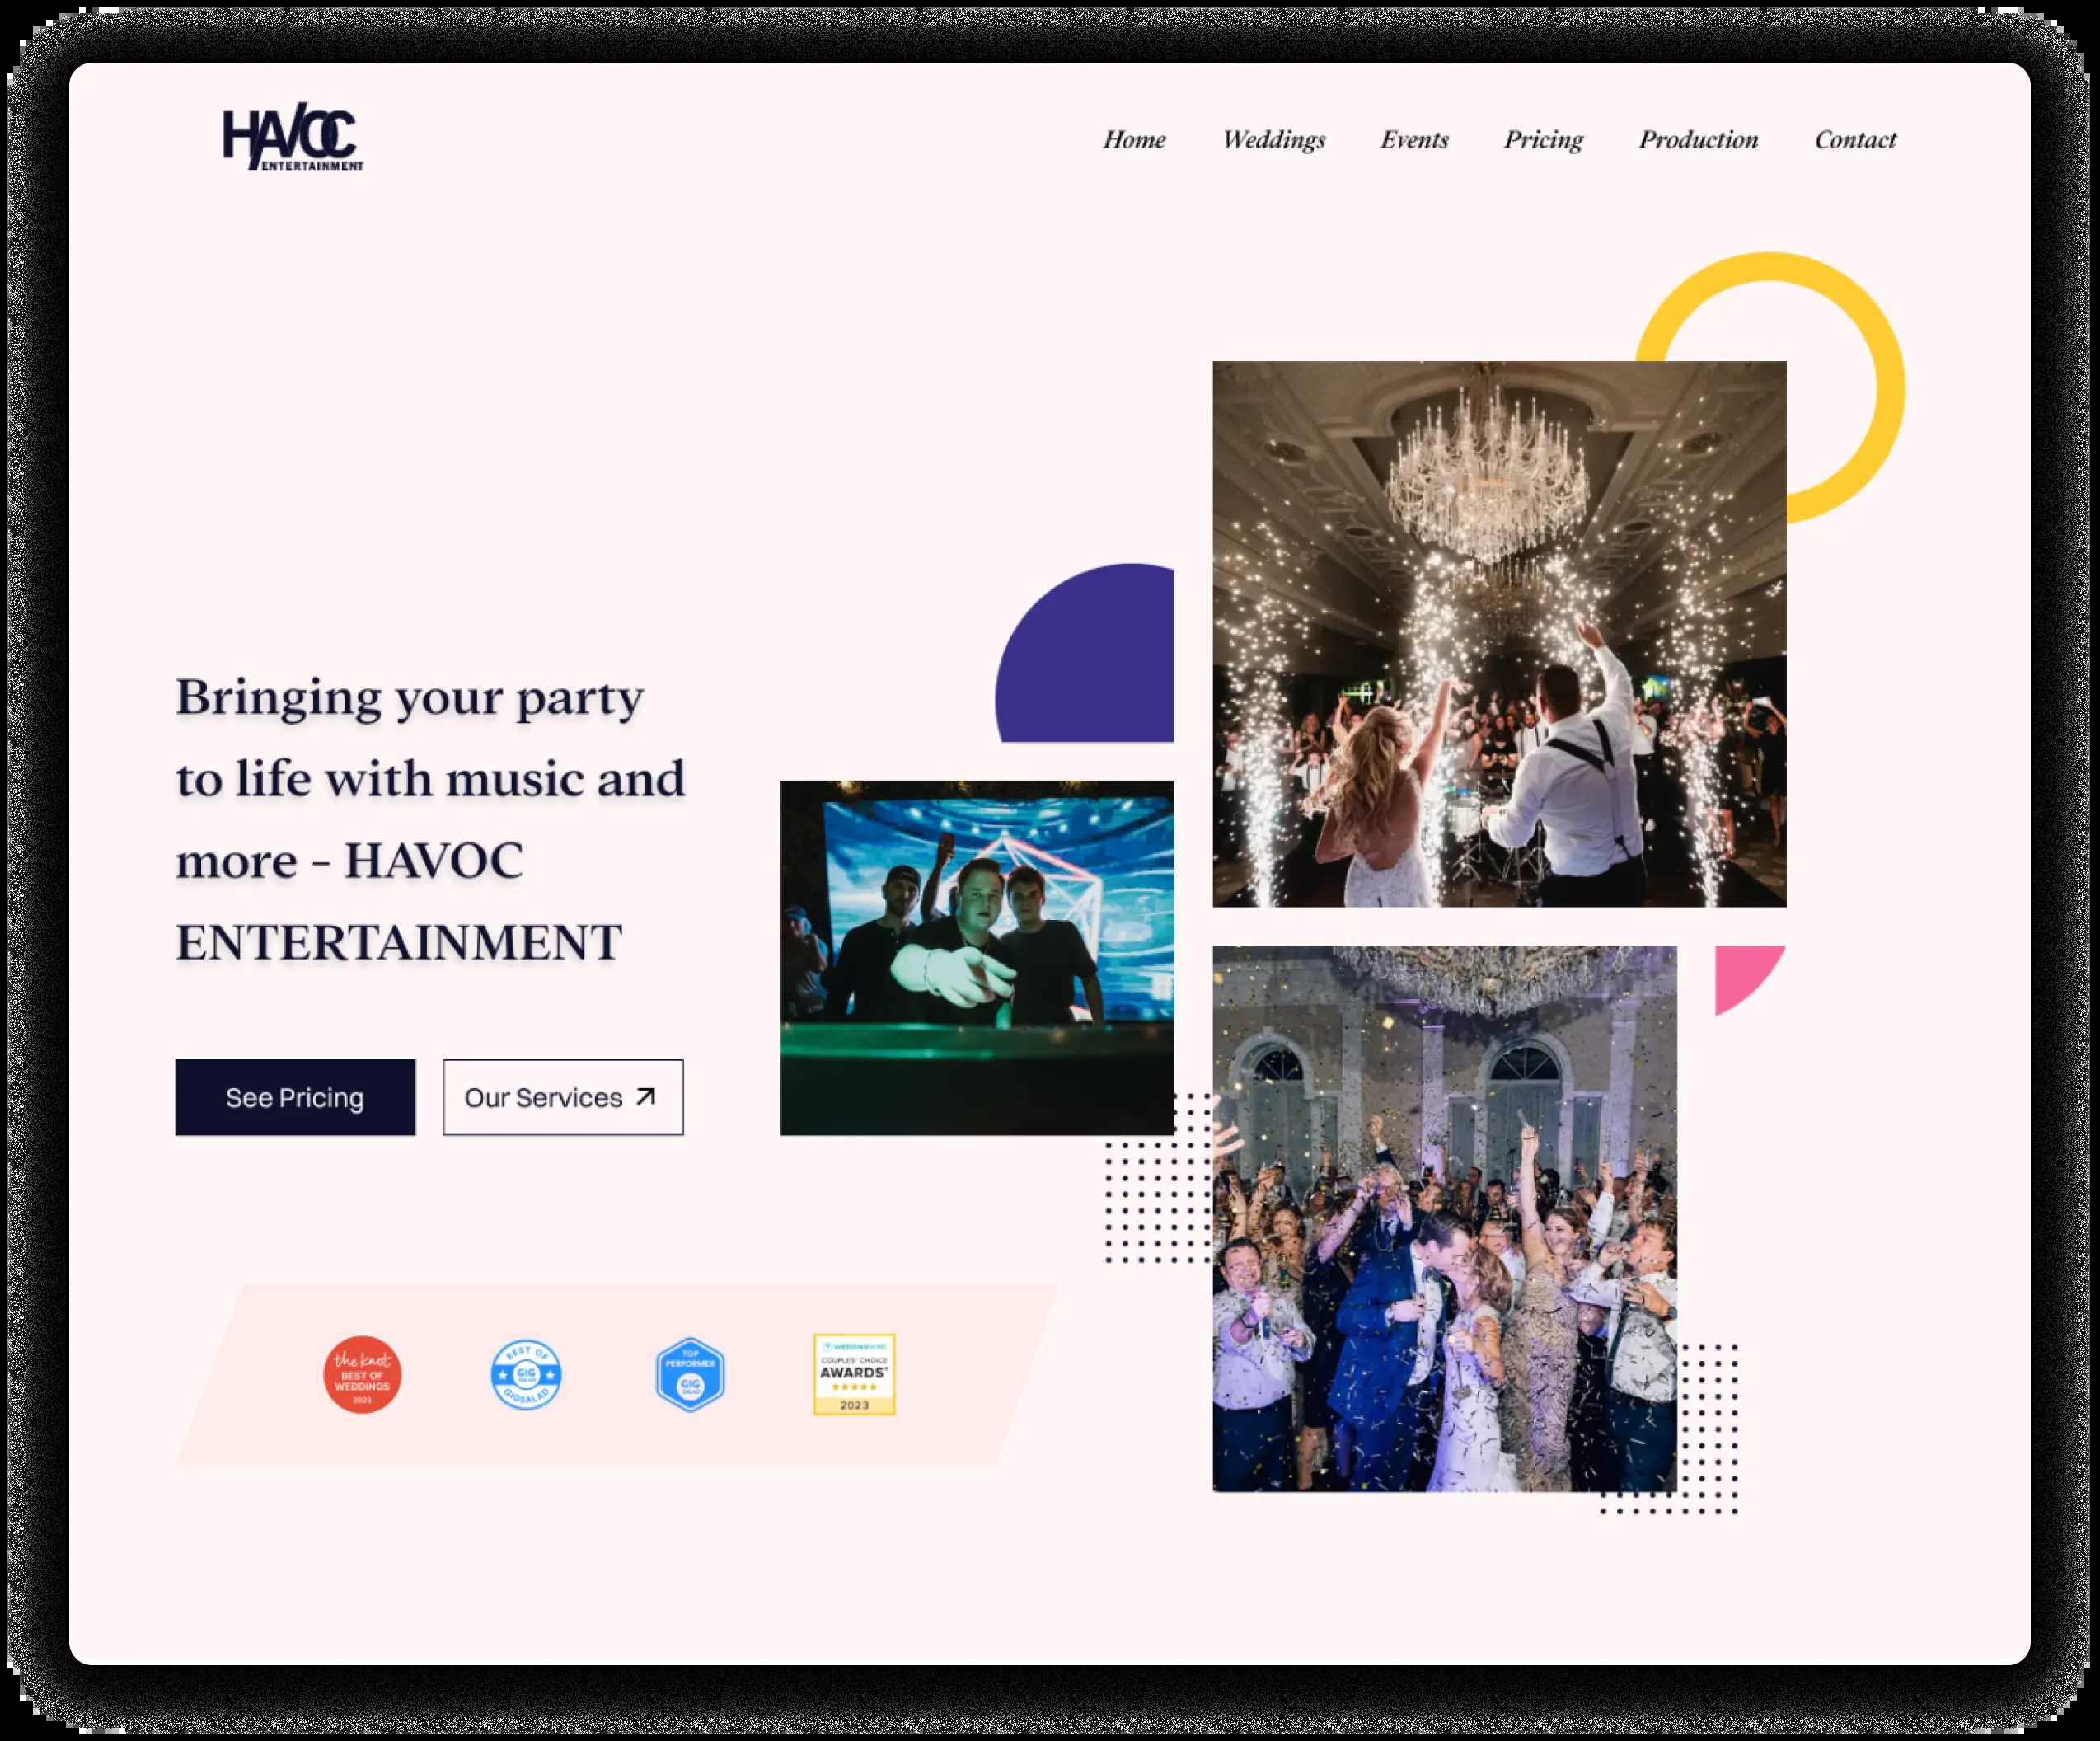 HAVOC
ENTERTAINMENT
Home Weddings Events Pricing Production Contact
Bringing your party
to life with music and
more – HAVOC
ENTERTAINMENT
See Pricing
Our Services
the knot
BEST OF
WEDDINGS
2023
BEST OF
GIG
SALAD
GIGSALAD
TOP
PERFORMER
GIG
SALAD
WEDDINGWIRE
COUPLES' CHOICE
AWARDS®
2023